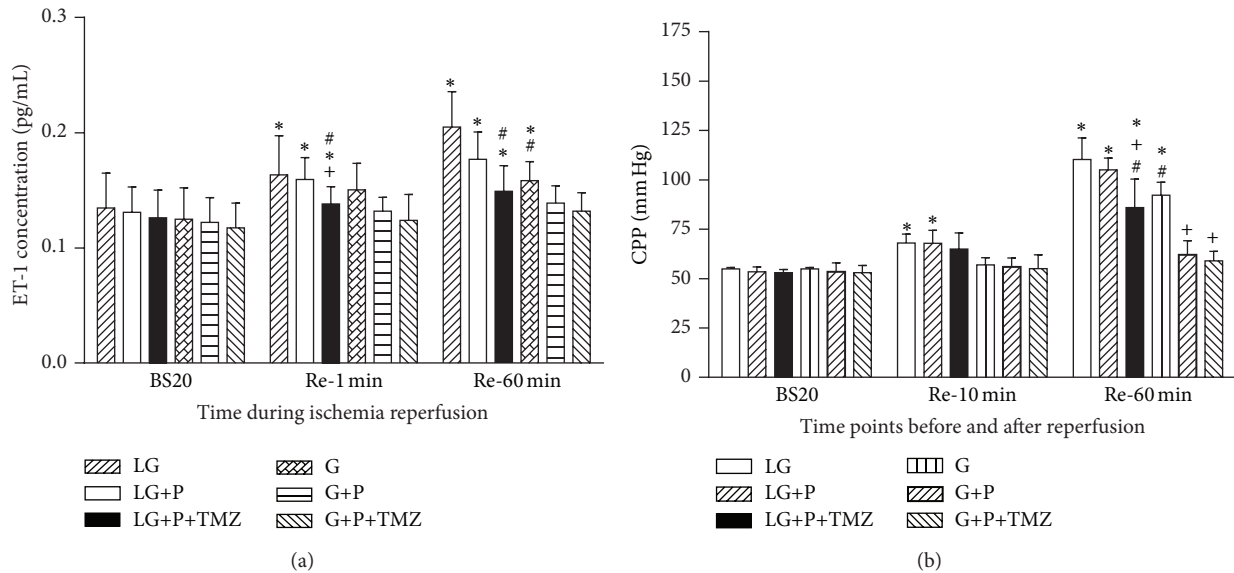 0.3
0.2
0.1
0.0
ET-1 concentration (pg/mL)
* * # * +
* * # * * #
BS20 Re-1 min Re-60 min
Time during ischemia reperfusion
LG G
LG+P G+P
LG+P+TMZ G+P+TMZ
(a)
175
150
125
100
75
50
25
0
CPP (mm Hg)
* *
* * * + # * # + +
BS20 Re-10 min Re-60 min
Time points before and after reperfusion
LG G
LG+P G+P
LG+P+TMZ G+P+TMZ
(b)